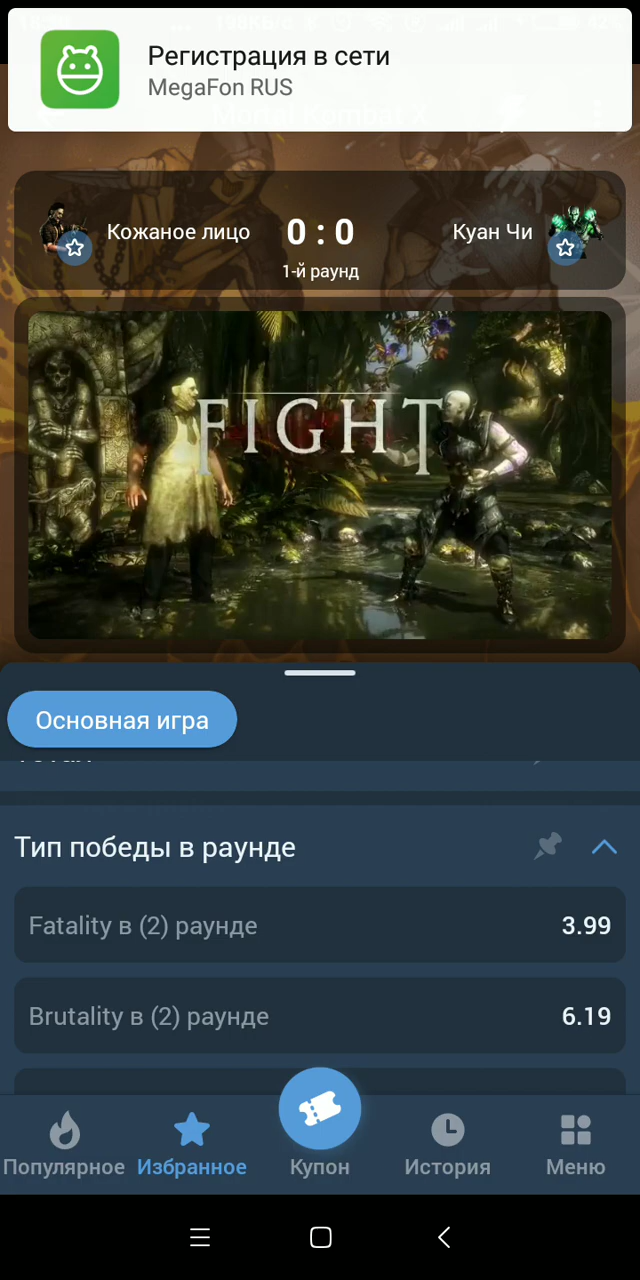 Регистрация в сети
MegaFon RUS
Кожаное лицо
0 : 0
Куан Чи
1-й раунд
FIGHT
Основная игра
Тип победы в раунде
Fatality в (2) раунде
3.99
Brutality в (2) раунде
6.19
Популярное
Избранное
Купон
История
Меню